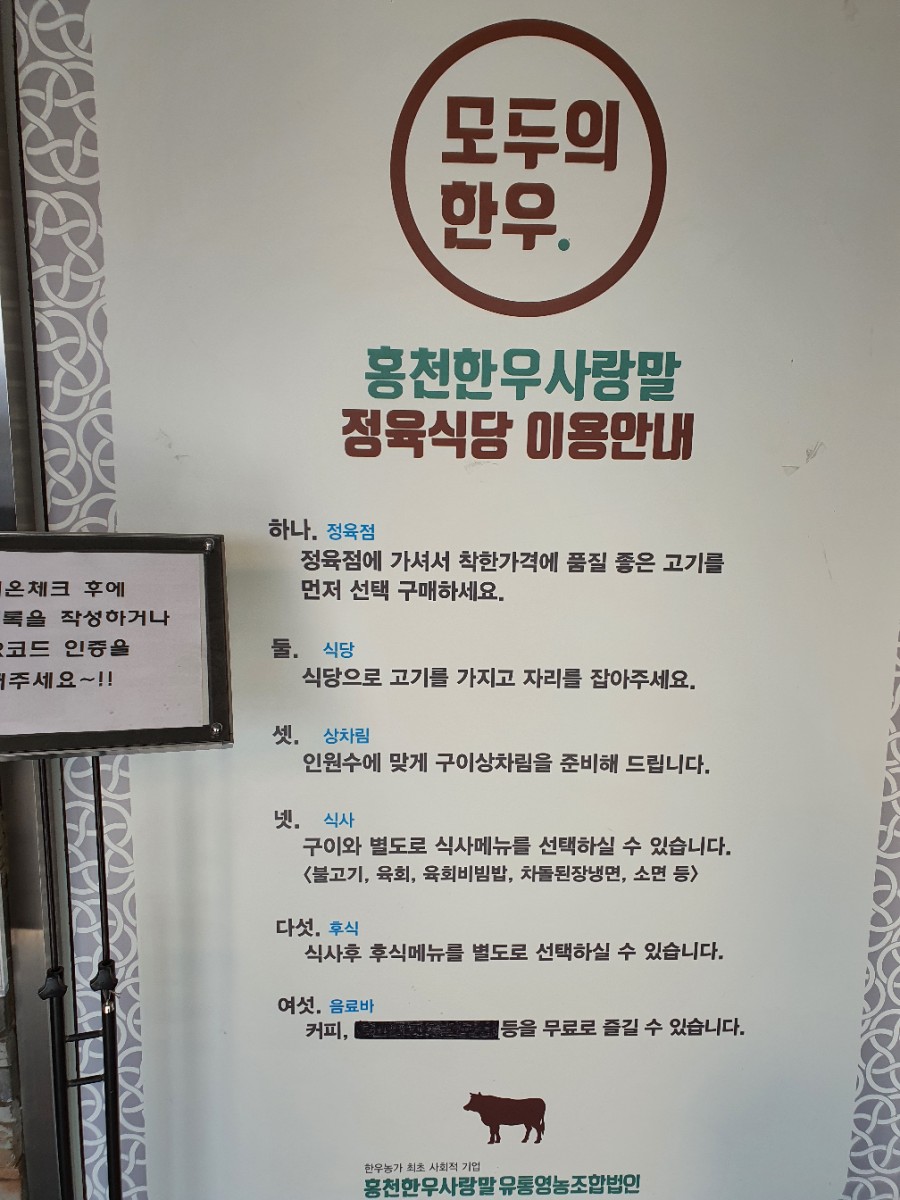 모두의
한우.
홍천한우사랑말
정육식당 이용안내
하나. 정육점
정육점에 가셔서 착한가격에 품질 좋은 고기를
먼저 선택 구매하세요.
둘. 식당
식당으로 고기를 가지고 자리를 잡아주세요.
셋. 상차림
인원수에 맞게 구이상차림을 준비해 드립니다.
넷. 식사
구이와 별도로 식사메뉴를 선택하실 수 있습니다.
<불고기, 육회, 육회비빔밥, 차돌된장냉면, 소면 등>
다섯. 후식
식사후 후식메뉴를 별도로 선택하실 수 있습니다.
여섯. 음료바
커피, 등을 무료로 즐길 수 있습니다.
한우농가 최초 사회적 기업
홍천한우사랑말 유통영농조합법인
후에
작성하거나
인증을